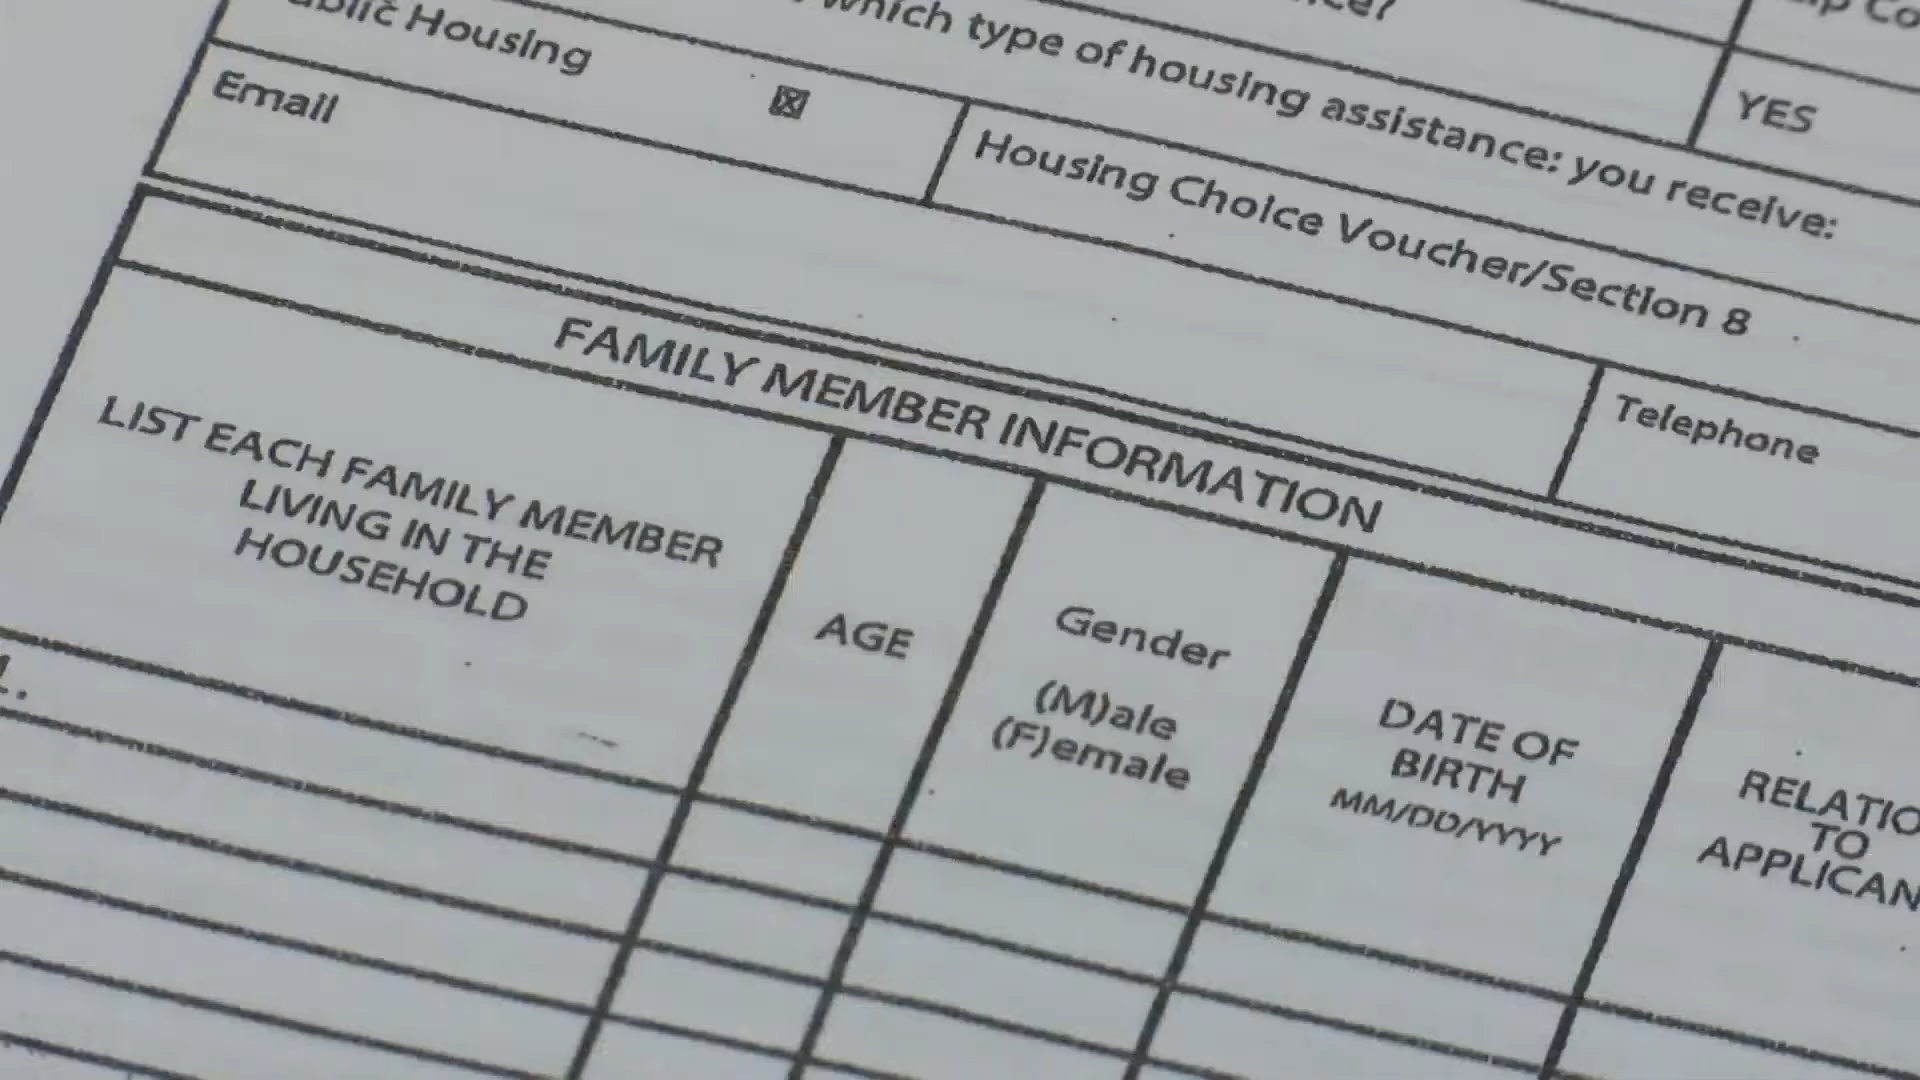 which type of housing assistance: you receive:
YES
Housing
Housing Choice Voucher/Section 8
Email
Telephone
FAMILY MEMBER INFORMATION
LIST EACH FAMILY MEMBER
LIVING IN THE
HOUSEHOLD
AGE
Gender
(M)ale
(F)emale
DATE OF
BIRTH
MM/DD/YYYY
TO
1.